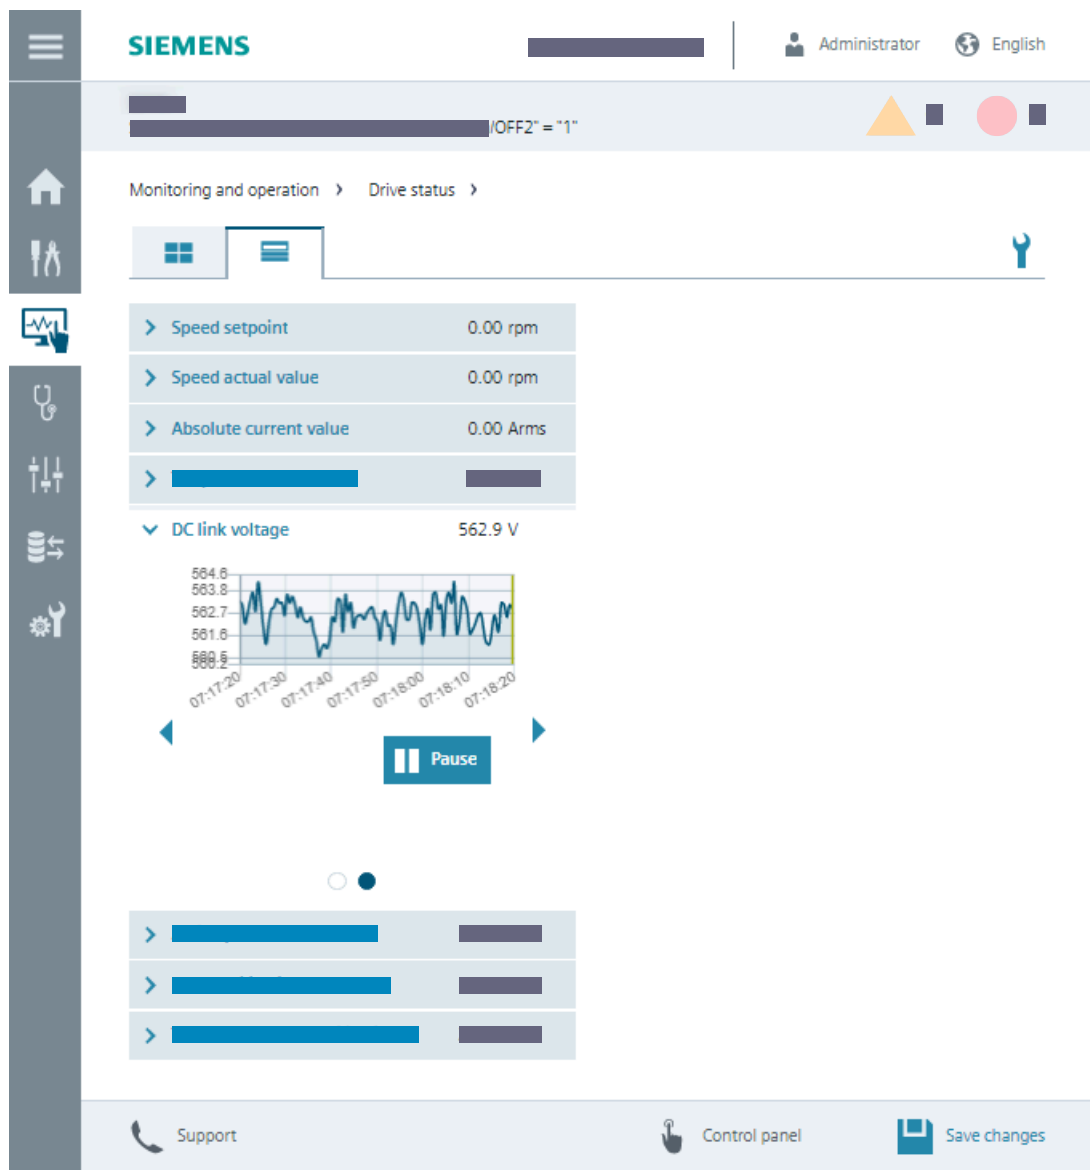 SIEMENS
Administrator
English
/OFF2" = "1"
Monitoring and operation
Drive status
Speed setpoint 0.00 rpm
Speed actual value 0.00 rpm
Absolute current value 0.00 Arms
DC link voltage 562.9 V
564.6
563.8
562.7
561.6
560.5
07:17:20 07:17:30 07:17:40 07:17:50 07:18:00 07:18:10 07:18:20
Pause
Support
Control panel
Save changes